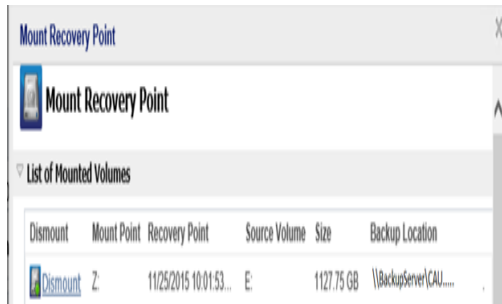 Mount Recovery Point
Mount Recovery Point
List of Mounted Volumes
Dismount Mount Point Recovery Point Source Volume Size Backup Location
Dismount Z: 11/25/2015 10:01:53... E: 1127.75 GB \\BackupServer\CAU.....